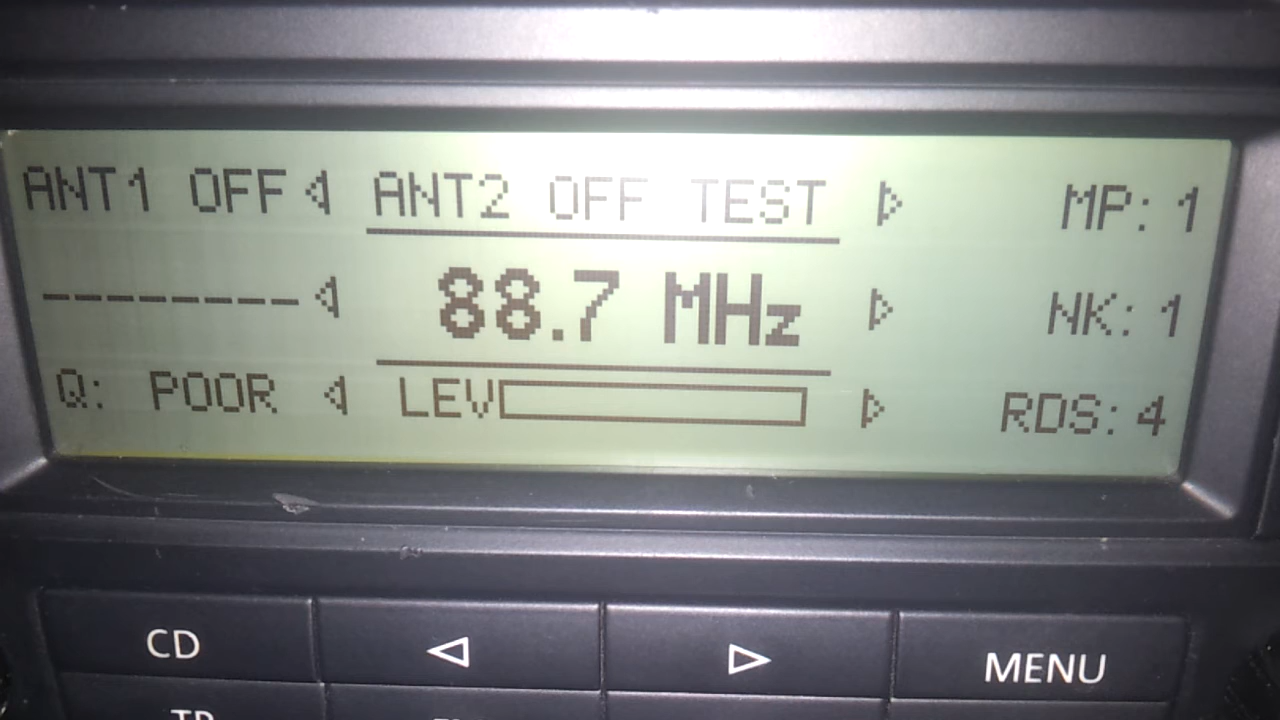 ANT1 OFF ANT2 OFF TEST MP: 1
-------- 88.7 MHz NK: 1
Q: POOR LEV RDS: 4
CD MENU